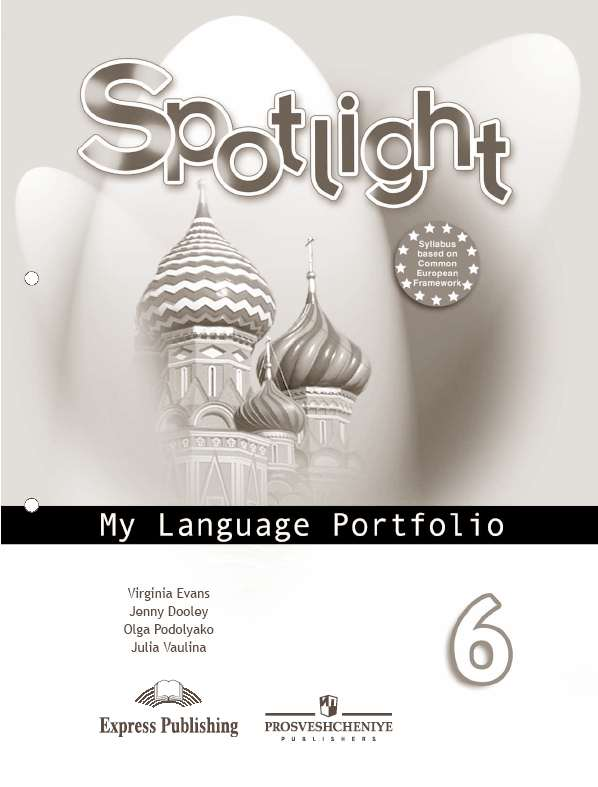 Spotlight
Syllabus
based on
Common
European
Framework
My Language Portfolio
Virginia Evans
Jenny Dooley
Olga Podolyako
Julia Vaulina
6
Express Publishing
PROSVESHCHENIYE
PUBLISHERS